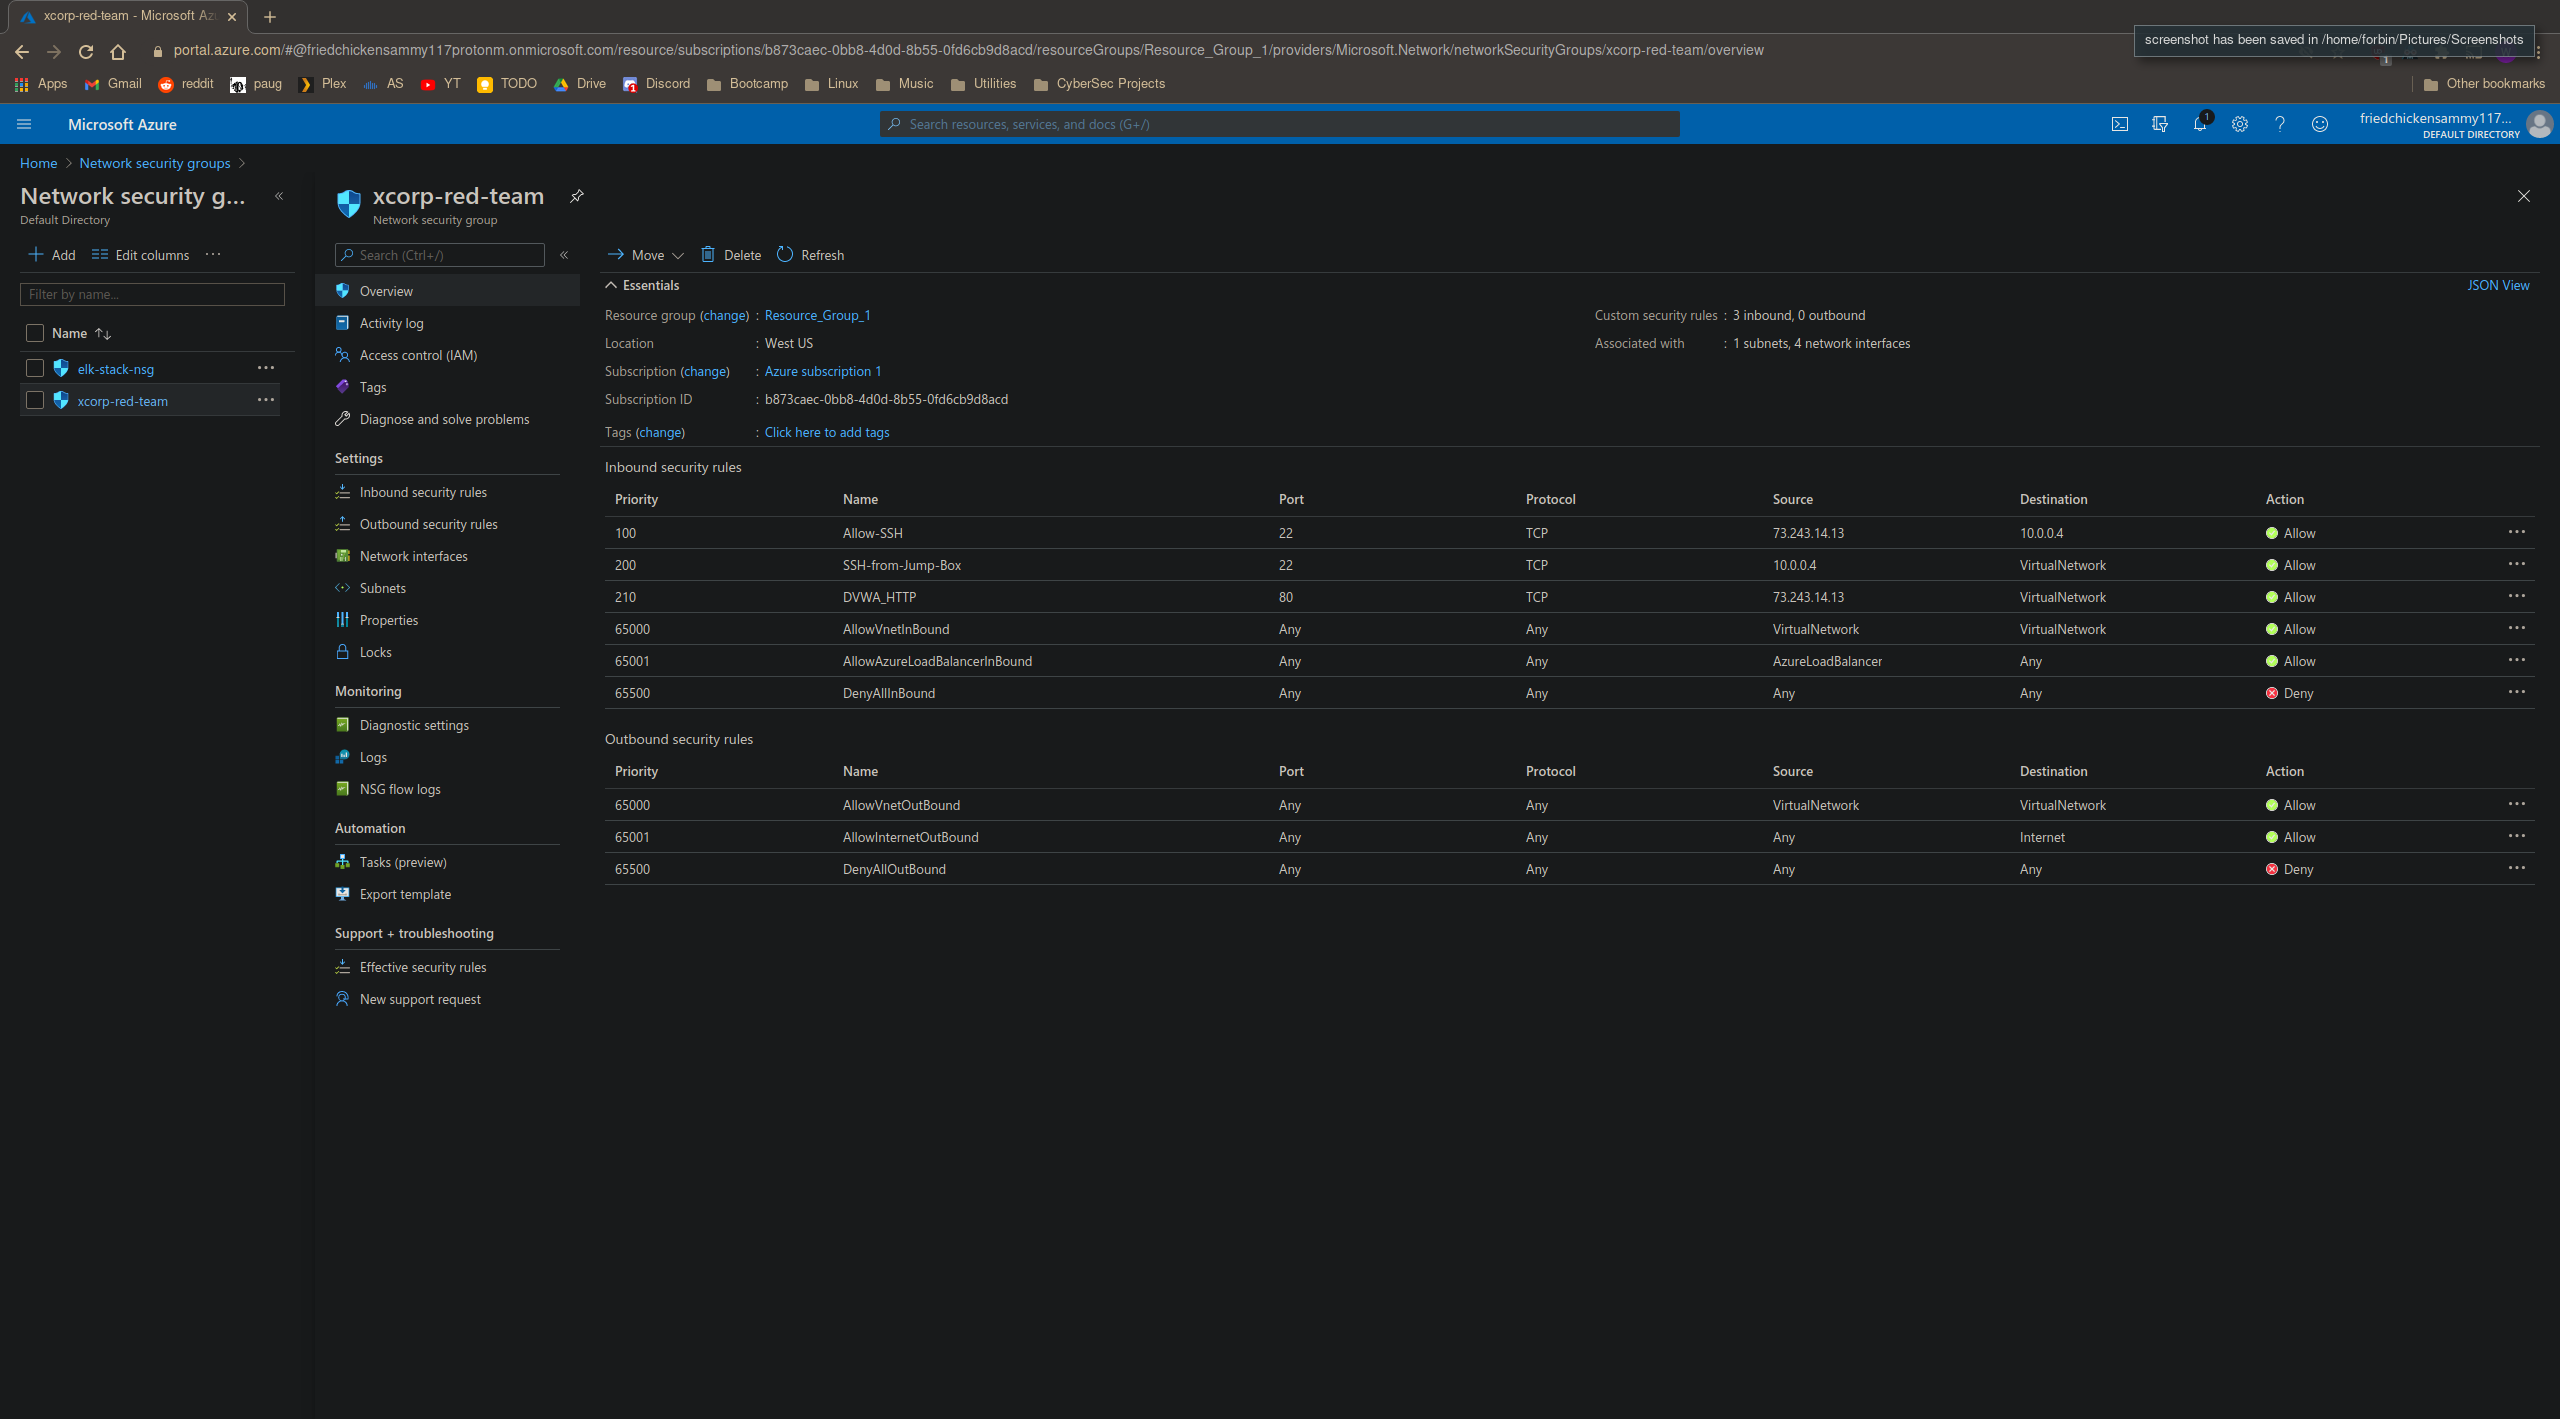 xcorp-red-team - Microsoft Az
portal.azure.com/#@friedchickensammy117protonm.onmicrosoft.com/resource/subscriptions/b873caec-0bb8-4d0d-8b55-0fd6cb9d8acd/resourceGroups/Resource_Group_1/providers/Microsoft.Network/networkSecurityGroups/xcorp-red-team/overview
screenshot has been saved in /home/forbin/Pictures/Screenshots
Apps Gmail reddit paug Plex AS YT TODO Drive Discord Bootcamp Linux Music Utilities CyberSec Projects Other bookmarks
Microsoft Azure
Search resources, services, and docs (G+/)
1
friedchickensammy117...
DEFAULT DIRECTORY
Home > Network security groups >
Network security g...
Default Directory
Add Edit columns ...
Filter by name...
Name
elk-stack-nsg ...
xcorp-red-team ...
xcorp-red-team
Network security group
Search (Ctrl+/)
Overview
Activity log
Access control (IAM)
Tags
Diagnose and solve problems
Settings
Inbound security rules
Outbound security rules
Network interfaces
Subnets
Properties
Locks
Monitoring
Diagnostic settings
Logs
NSG flow logs
Automation
Tasks (preview)
Export template
Support + troubleshooting
Effective security rules
New support request
Move Delete Refresh
Essentials
JSON View
Resource group (change) : Resource_Group_1
Location : West US
Subscription (change) : Azure subscription 1
Subscription ID : b873caec-0bb8-4d0d-8b55-0fd6cb9d8acd
Tags (change) : Click here to add tags
Custom security rules : 3 inbound, 0 outbound
Associated with : 1 subnets, 4 network interfaces
Inbound security rules
Priority Name Port Protocol Source Destination Action
100 Allow-SSH 22 TCP 73.243.14.13 10.0.0.4 Allow ...
200 SSH-from-Jump-Box 22 TCP 10.0.0.4 VirtualNetwork Allow ...
210 DVWA_HTTP 80 TCP 73.243.14.13 VirtualNetwork Allow ...
65000 AllowVnetInBound Any Any VirtualNetwork VirtualNetwork Allow ...
65001 AllowAzureLoadBalancerInBound Any Any AzureLoadBalancer Any Allow ...
65500 DenyAllInBound Any Any Any Any Deny ...
Outbound security rules
Priority Name Port Protocol Source Destination Action
65000 AllowVnetOutBound Any Any VirtualNetwork VirtualNetwork Allow ...
65001 AllowInternetOutBound Any Any Any Internet Allow ...
65500 DenyAllOutBound Any Any Any Any Deny ...